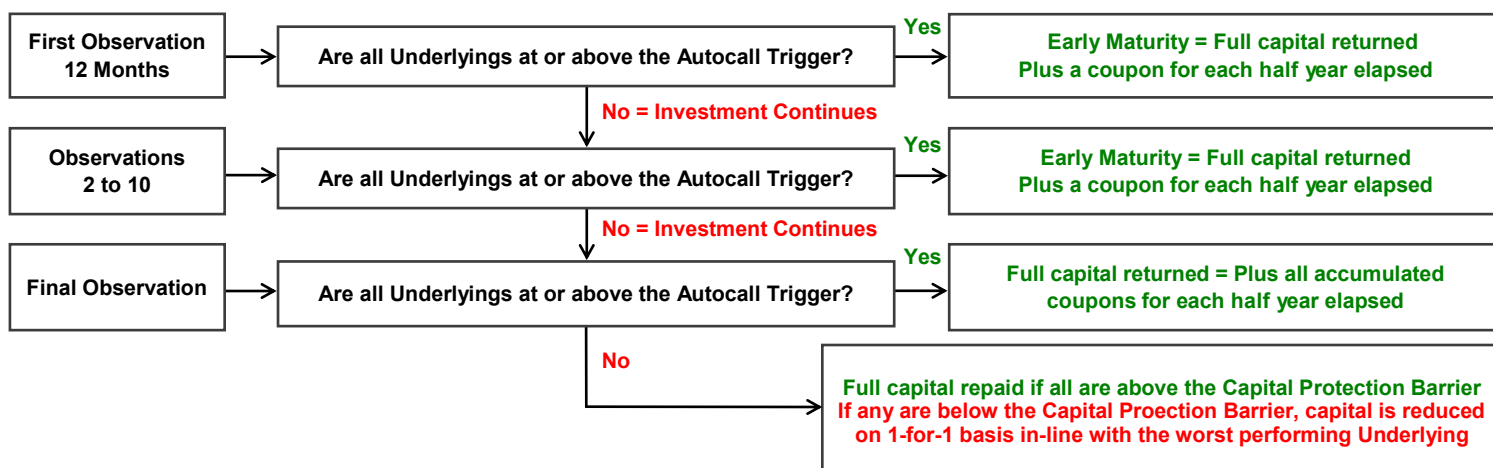 First Observation
12 Months
Are all Underlyings at or above the Autocall Trigger?
Yes
Early Maturity = Full capital returned
Plus a coupon for each half year elapsed
No = Investment Continues
Observations
2 to 10
Are all Underlyings at or above the Autocall Trigger?
Yes
Early Maturity = Full capital returned
Plus a coupon for each half year elapsed
No = Investment Continues
Final Observation
Are all Underlyings at or above the Autocall Trigger?
Yes
Full capital returned = Plus all accumulated
coupons for each half year elapsed
No
Full capital repaid if all are above the Capital Protection Barrier
If any are below the Capital Proection Barrier, capital is reduced
on 1-for-1 basis in-line with the worst performing Underlying